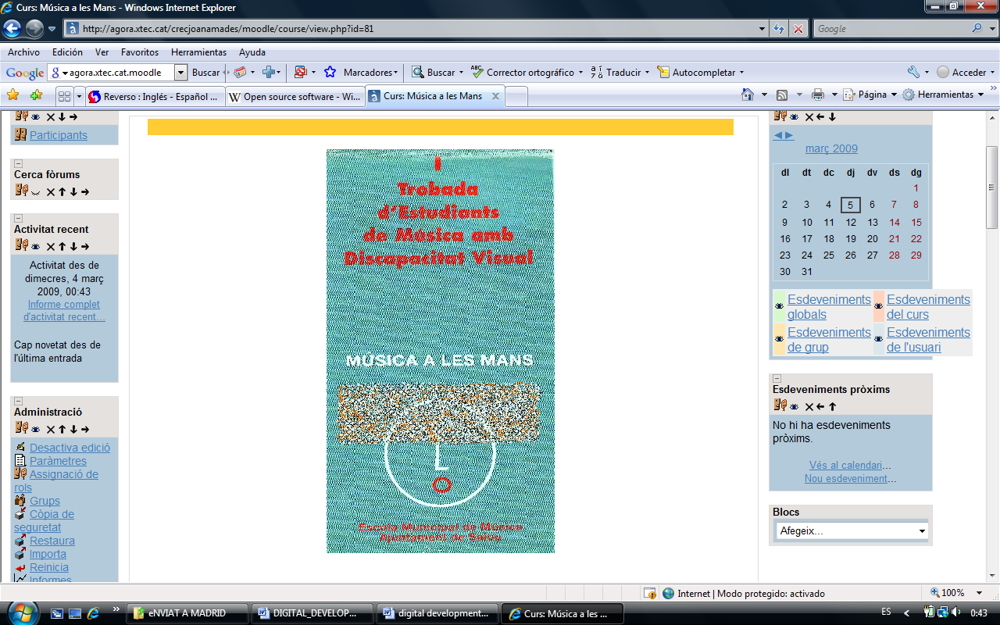 Curs: Música a les Mans - Windows Internet Explorer
http://agora.xtec.cat/crecjoanamades/moodle/course/view.php?id=81
Google
Archivo Edición Ver Favoritos Herramientas Ayuda
Google agora.xtec.cat.moodle Buscar Marcadores Buscar Corrector ortográfico Traducir Autocompletar Acceder
Reverso : Inglés - Español ... Open source software - Wi... Curs: Música a les Mans Página Herramientas
Participants
Cerca fòrums
Activitat recent
Activitat des de
dimecres, 4 març
2009, 00:43
Informe complet
d'activitat recent...
Cap novetat des de
l'última entrada
Administració
Desactiva edició
Paràmetres
Assignació de
rols
Grups
Còpia de
seguretat
Restaura
Importa
Reinicia
Informes
I
Trobada
d'Estudiants
de Música amb
Discapacitat Visual
MÚSICA A LES MANS
Escola Municipal de Música
Ajuntament de Salou
març 2009
dl dt dc dj dv ds dg
1
2 3 4 5 6 7 8
9 10 11 12 13 14 15
16 17 18 19 20 21 22
23 24 25 26 27 28 29
30 31
Esdeveniments globals
Esdeveniments del curs
Esdeveniments de grup
Esdeveniments de l'usuari
Esdeveniments pròxims
No hi ha esdeveniments
pròxims.
Vés al calendari...
Nou esdeveniment...
Blocs
Afegeix...
Internet | Modo protegido: activado 100%
eNVIAT A MADRID DIGITAL_DEVELOP... digital development... Curs: Música a les ... ES 0:43